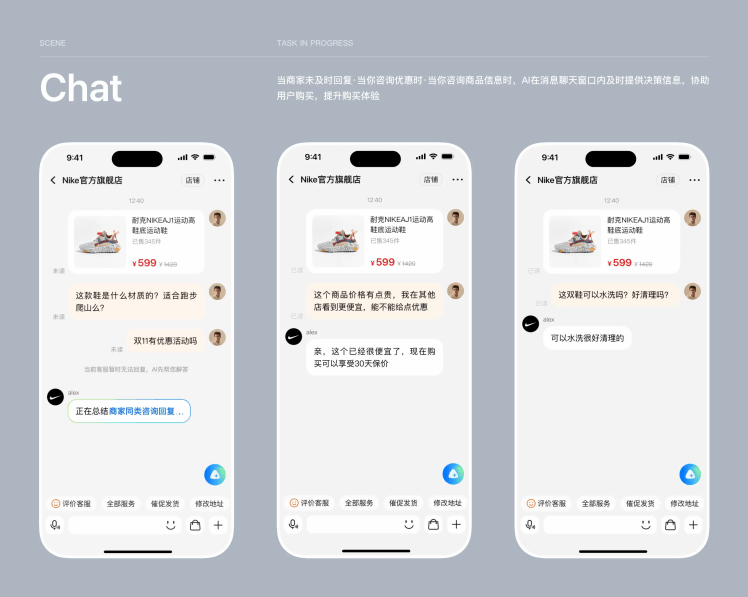 SCENE
TASK IN PROGRESS
Chat
当商家未及时回复·当你咨询优惠时·当你咨询商品信息时，AI在消息聊天窗口内及时提供决策信息，协助
用户购买，提升购买体验
9:41
Nike官方旗舰店
店铺
12:40
耐克NIKEAJ1运动高
鞋底运动鞋
已售345件
¥599 ¥1429
未读
这款鞋是什么材质的？适合跑步
爬山么？
未读
双11有优惠活动吗
未读
当前客服暂时无法回复，AI先帮您解答
alex
正在总结商家同类咨询回复...
评价客服
全部服务
催促发货
修改地址
9:41
Nike官方旗舰店
店铺
12:40
耐克NIKEAJ1运动高
鞋底运动鞋
已售345件
¥599 ¥1429
已读
这个商品价格有点贵，我在其他
店看到更便宜，能不能给点优惠
已读
alex
亲，这个已经很便宜了，现在购
买可以享受30天保价
评价客服
全部服务
催促发货
修改地址
9:41
Nike官方旗舰店
店铺
12:40
耐克NIKEAJ1运动高
鞋底运动鞋
已售345件
¥599 ¥1429
已读
这双鞋可以水洗吗？好清理吗？
已读
alex
可以水洗很好清理的
评价客服
全部服务
催促发货
修改地址